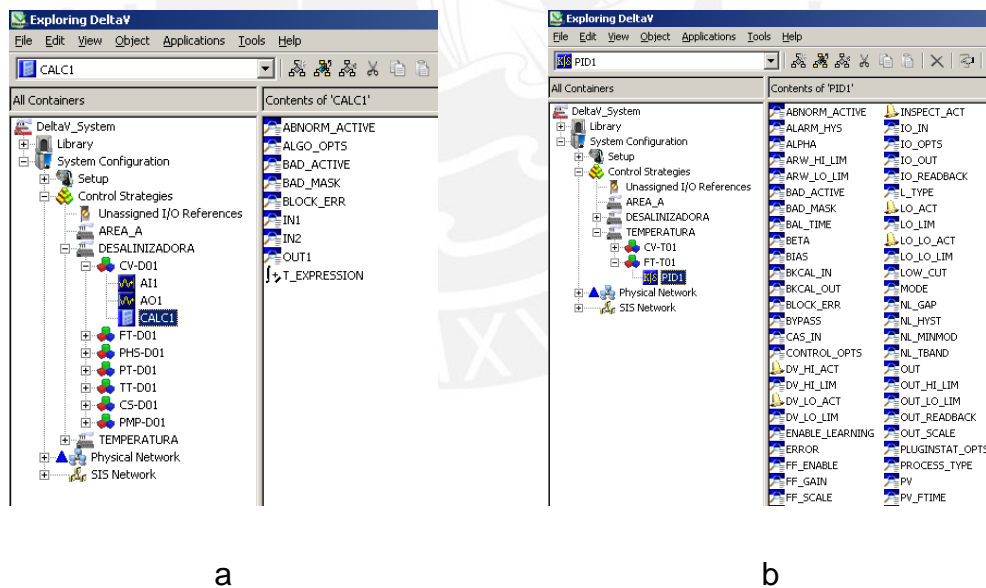 Exploring DeltaV
File Edit View Object Applications Tools Help
CALC1
All Containers
Contents of 'CALC1'
DeltaV_System
Library
System Configuration
Setup
Control Strategies
Unassigned I/O References
AREA_A
DESALINIZADORA
CV-D01
AI1
AO1
CALC1
FT-D01
PHS-D01
PT-D01
TT-D01
CS-D01
PMP-D01
TEMPERATURA
Physical Network
SIS Network
ABNORM_ACTIVE
ALGO_OPTS
BAD_ACTIVE
BAD_MASK
BLOCK_ERR
IN1
IN2
OUT1
T_EXPRESSION
a
Exploring DeltaV
File Edit View Object Applications Tools Help
PID1
All Containers
Contents of 'PID1'
DeltaV_System
Library
System Configuration
Setup
Control Strategies
Unassigned I/O References
AREA_A
DESALINIZADORA
TEMPERATURA
CV-T01
FT-T01
PID1
Physical Network
SIS Network
ABNORM_ACTIVE
ALARM_HYS
ALPHA
ARW_HI_LIM
ARW_LO_LIM
BAD_ACTIVE
BAD_MASK
BAL_TIME
BETA
BIAS
BKCAL_IN
BKCAL_OUT
BLOCK_ERR
BYPASS
CAS_IN
CONTROL_OPTS
DV_HI_ACT
DV_HI_LIM
DV_LO_ACT
DV_LO_LIM
ENABLE_LEARNING
ERROR
FF_ENABLE
FF_GAIN
FF_SCALE
INSPECT_ACT
IO_IN
IO_OPTS
IO_OUT
IO_READBACK
L_TYPE
LO_ACT
LO_LIM
LO_LO_ACT
LO_LO_LIM
LOW_CUT
MODE
NL_GAP
NL_HYST
NL_MINMOD
NL_TBAND
OUT
OUT_HI_LIM
OUT_LO_LIM
OUT_READBACK
OUT_SCALE
PLUGINSTAT_OPTS
PROCESS_TYPE
PV
PV_FTIME
b